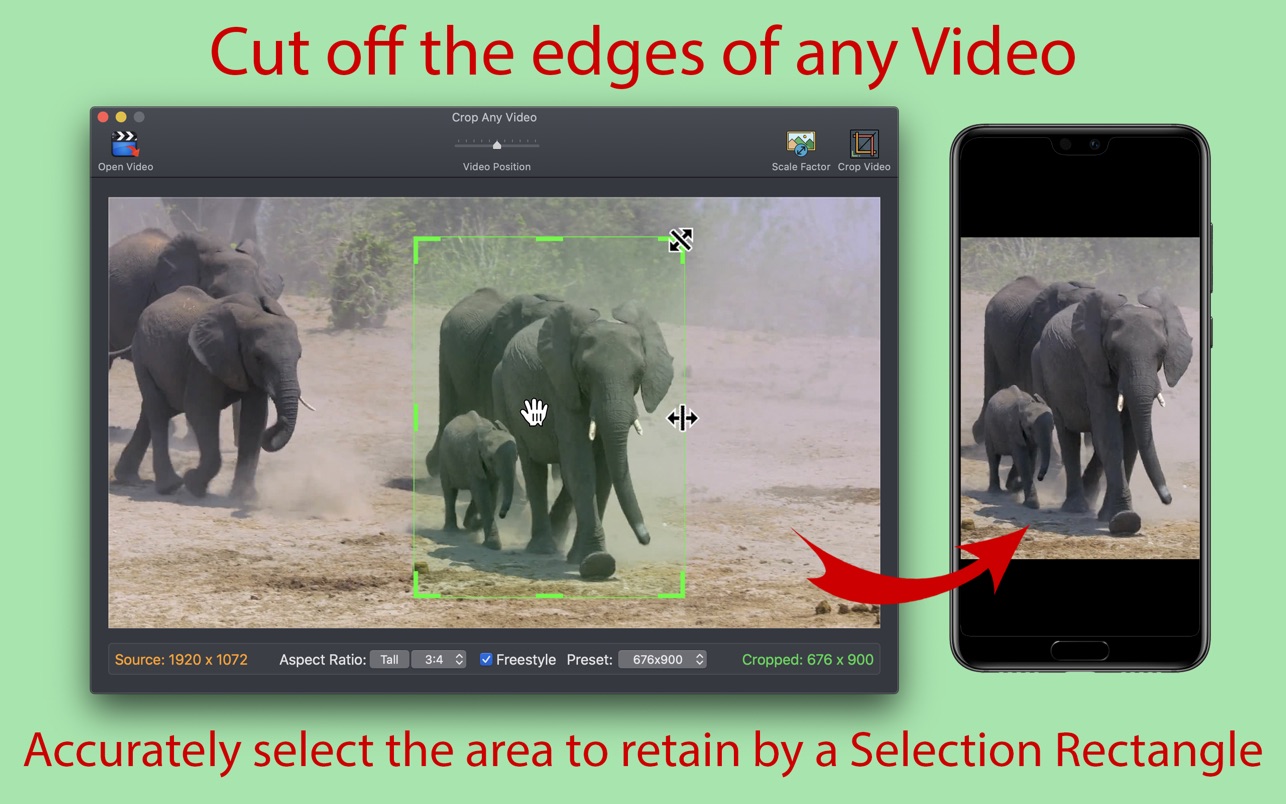 Cut off the edges of any Video
Crop Any Video
Open Video
Video Position
Scale Factor
Crop Video
Source: 1920 x 1072
Aspect Ratio: Tall 3:4
Freestyle
Preset: 676x900
Cropped: 676 x 900
Accurately select the area to retain by a Selection Rectangle